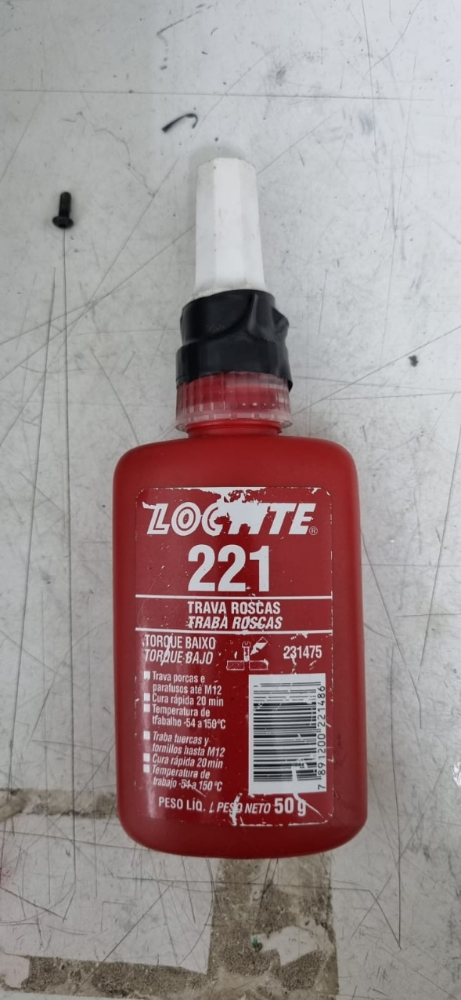 LOCTITE®
221
TRAVA ROSCAS
TRABA ROSCAS
TORQUE BAIXO
TORQUE BAJO
231475
Trava porcas e
parafusos até M12
Cura rápida 20 min
Temperatura de
trabalho -54 a 150°C
Traba tuercas y
tornillos hasta M12
Cura rápida 20min
Temperatura de
trabajo -54 a 150°C
7 891200 221486
PESO LÍQ. / PESO NETO 50g